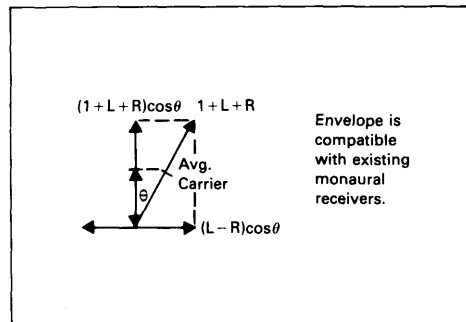 (1+L+R)cosθ 1+L+R
Avg.
Carrier
θ
(L−R)cosθ
Envelope is
compatible
with existing
monaural
receivers.